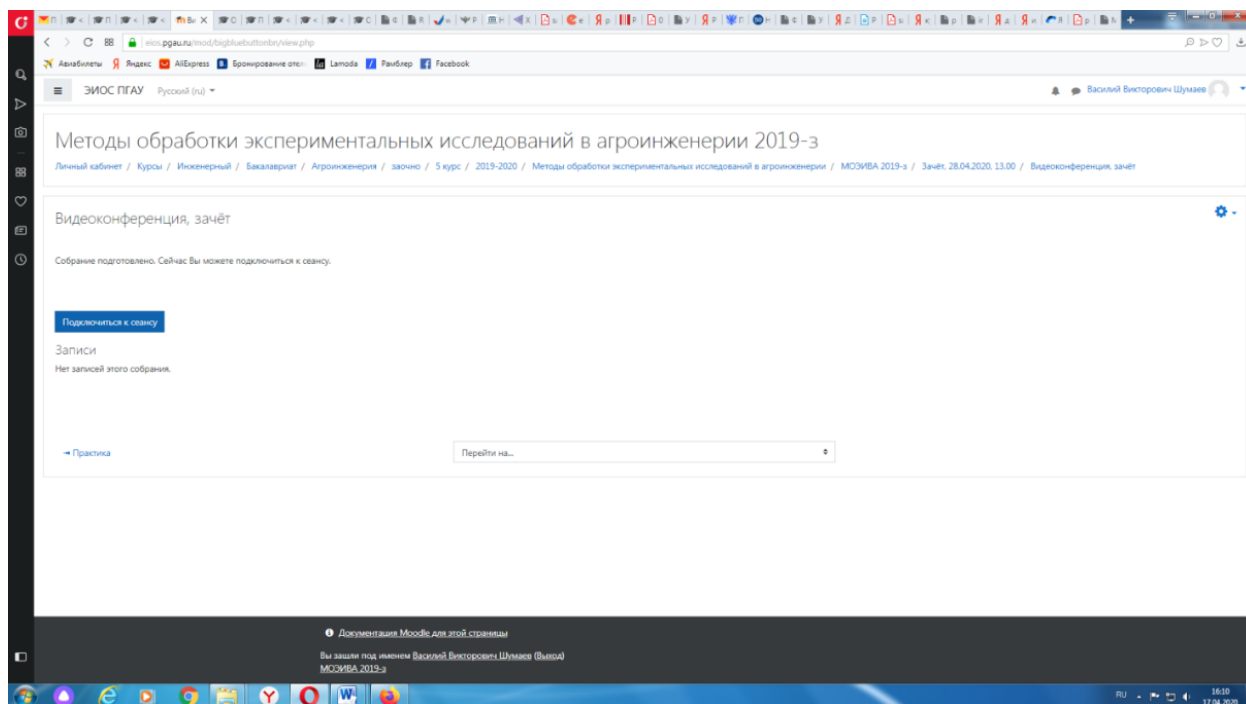 eios.pgau.ru/mod/bigbluebuttonbn/view.php
Авиабилеты Яндекс AliExpress Бронирование отел Lamoda Рамблер Facebook
ЭИОС ПГАУ Русский (ru)
Василий Викторович Шумаев
Методы обработки экспериментальных исследований в агроинженерии 2019-з
Личный кабинет / Курсы / Инженерный / Бакалавриат / Агроинженерия / заочно / 5 курс / 2019-2020 / Методы обработки экспериментальных исследований в агроинженерии / МОЭИВА 2019-з / Зачёт, 28.04.2020, 13.00 / Видеоконференция, зачёт
Видеоконференция, зачёт
Собрание подготовлено. Сейчас Вы можете подключиться к сеансу.
Подключиться к сеансу
Записи
Нет записей этого собрания.
Практика
Перейти на...
Документация Moodle для этой страницы
Вы зашли под именем Василий Викторович Шумаев (Выход)
МОЭИВА 2019-з
RU
16:10
17.04.2020